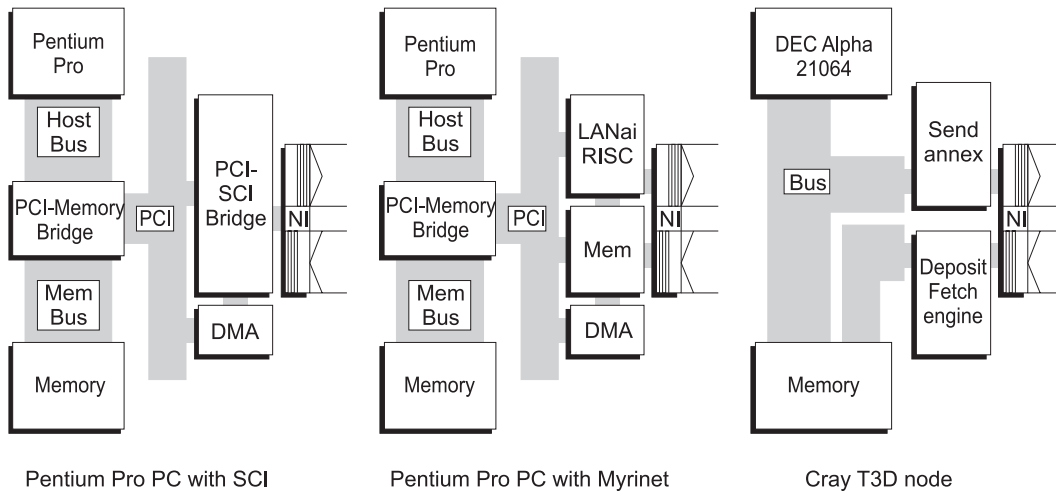 Pentium
Pro
Host
Bus
PCI-Memory
Bridge
PCI
PCI-
SCI
Bridge
NI
Mem
Bus
DMA
Memory
Pentium Pro PC with SCI
Pentium
Pro
Host
Bus
PCI-Memory
Bridge
PCI
LANai
RISC
Mem
NI
Mem
Bus
DMA
Memory
Pentium Pro PC with Myrinet
DEC Alpha
21064
Send
annex
Bus
NI
Deposit
Fetch
engine
Memory
Cray T3D node